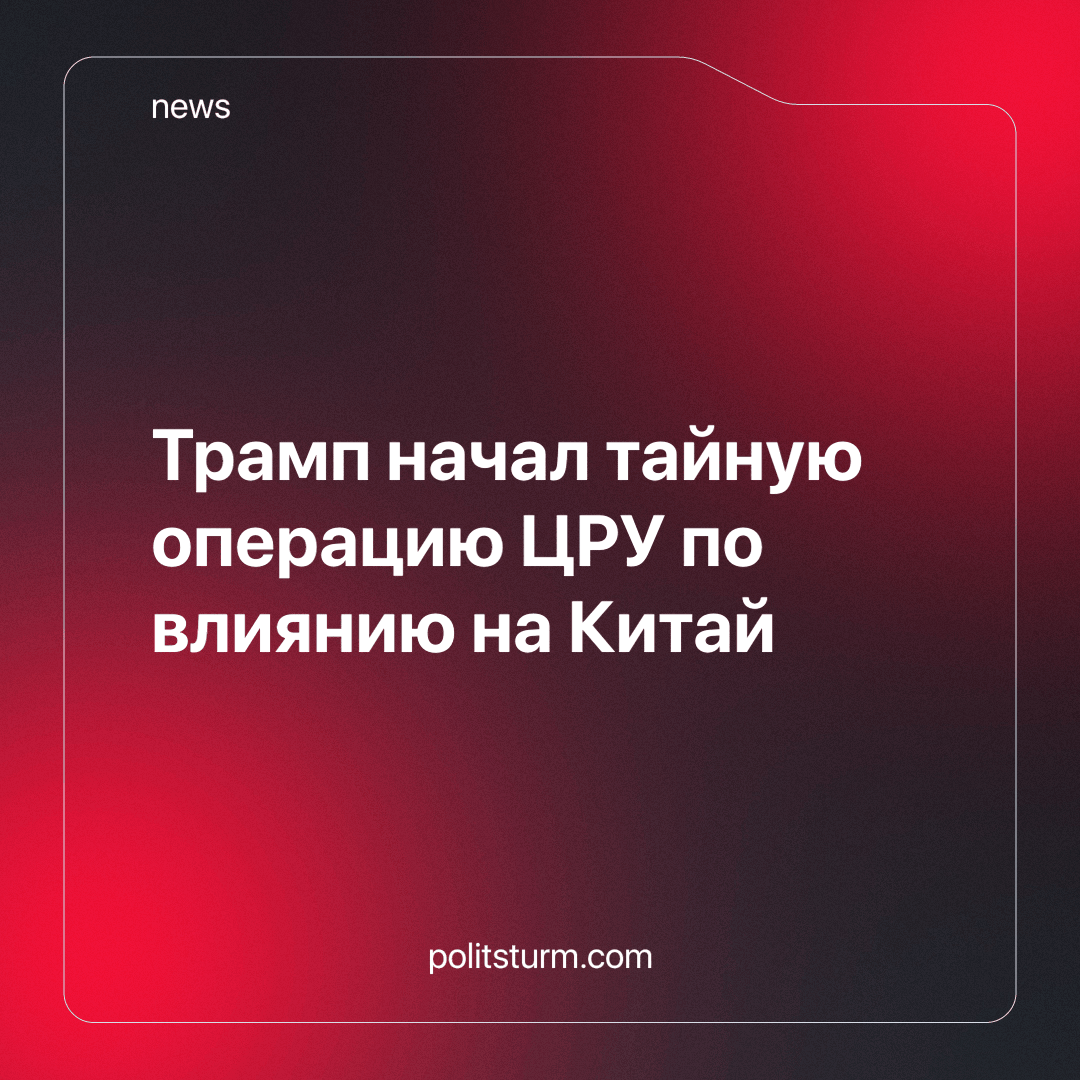 news
Трамп начал тайную
операцию ЦРУ по
влиянию на Китай
politsturm.com